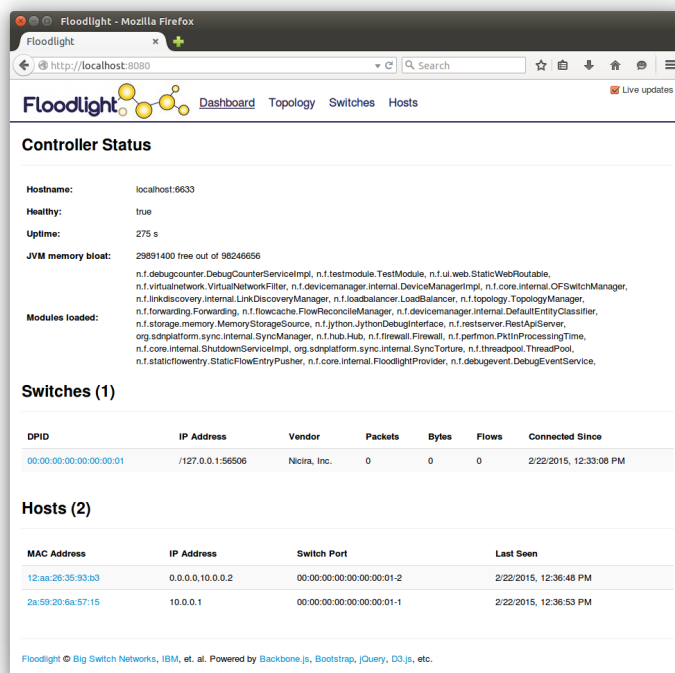 Floodlight - Mozilla Firefox
Floodlight
http://localhost:8080
Search
Floodlight Dashboard Topology Switches Hosts Live updates
Controller Status
Hostname: localhost:6633
Healthy: true
Uptime: 275 s
JVM memory bloat: 29891400 free out of 98246656
Modules loaded:
n.f.debugcounter.DebugCounterServiceImpl, n.f.testmodule.TestModule, n.f.ui.web.StaticWebRoutable,
n.f.virtualnetwork.VirtualNetworkFilter, n.f.devicemanager.internal.DeviceManagerImpl, n.f.core.internal.OFSwitchManager,
n.f.linkdiscovery.internal.LinkDiscoveryManager, n.f.loadbalancer.LoadBalancer, n.f.topology.TopologyManager,
n.f.forwarding.Forwarding, n.f.flowcache.FlowReconcileManager, n.f.devicemanager.internal.DefaultEntityClassifier,
n.f.storage.memory.MemoryStorageSource, n.f.jython.JythonDebugInterface, n.f.restserver.RestApiServer,
org.sdnplatform.sync.internal.SyncManager, n.f.hub.Hub, n.f.firewall.Firewall, n.f.perfmon.PktInProcessingTime,
n.f.core.internal.ShutdownServiceImpl, org.sdnplatform.sync.internal.SyncTorture, n.f.threadpool.ThreadPool,
n.f.staticflowentry.StaticFlowEntryPusher, n.f.core.internal.FloodlightProvider, n.f.debugevent.DebugEventService,
Switches (1)
DPID IP Address Vendor Packets Bytes Flows Connected Since
00:00:00:00:00:00:00:01 /127.0.0.1:56506 Nicira, Inc. 0 0 0 2/22/2015, 12:33:08 PM
Hosts (2)
MAC Address IP Address Switch Port Last Seen
12:aa:26:35:93:b3 0.0.0.0,10.0.0.2 00:00:00:00:00:00:00:01-2 2/22/2015, 12:36:48 PM
2a:59:20:6a:57:15 10.0.0.1 00:00:00:00:00:00:00:01-1 2/22/2015, 12:36:53 PM
Floodlight © Big Switch Networks, IBM, et. al. Powered by Backbone.js, Bootstrap, jQuery, D3.js, etc.